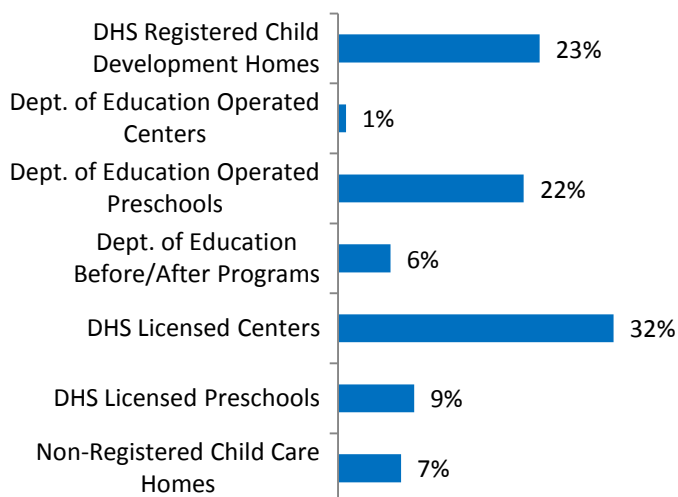 DHS Registered Child
Development Homes
23%
Dept. of Education Operated
Centers
1%
Dept. of Education Operated
Preschools
22%
Dept. of Education
Before/After Programs
6%
DHS Licensed Centers
32%
DHS Licensed Preschools
9%
Non-Registered Child Care
Homes
7%